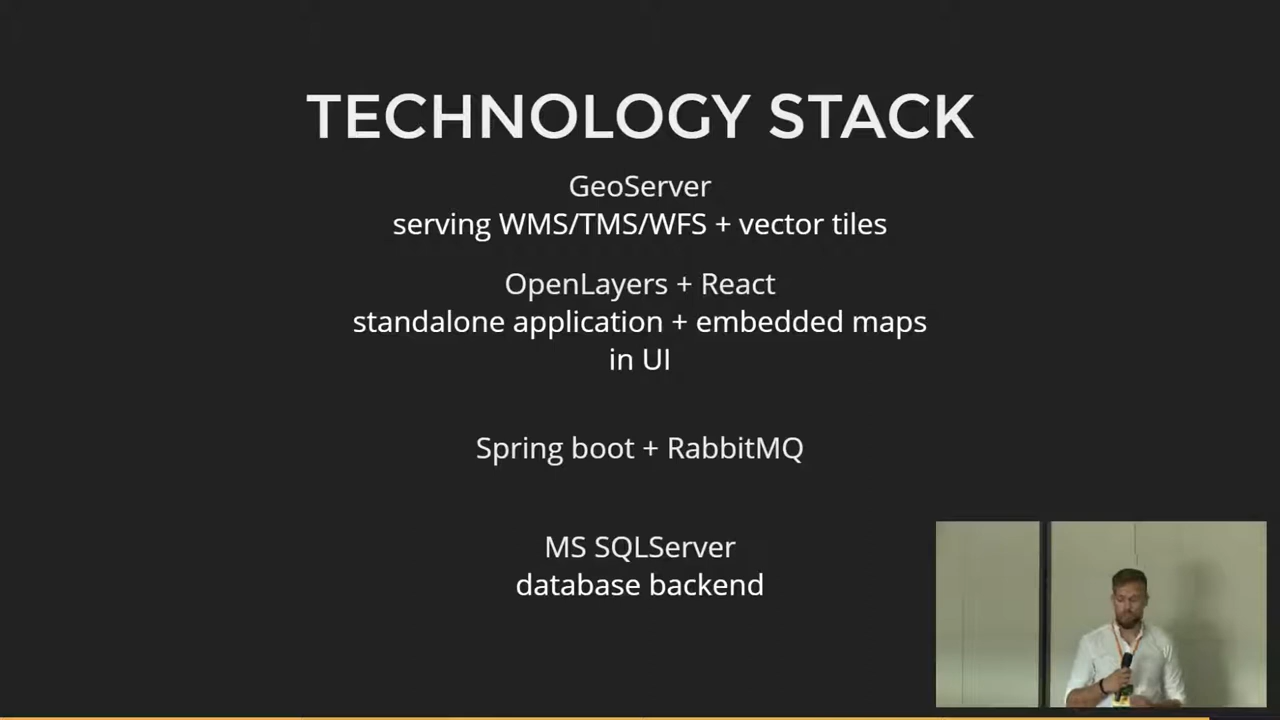 TECHNOLOGY STACK
GeoServer
serving WMS/TMS/WFS + vector tiles
OpenLayers + React
standalone application + embedded maps
in UI
Spring boot + RabbitMQ
MS SQLServer
database backend